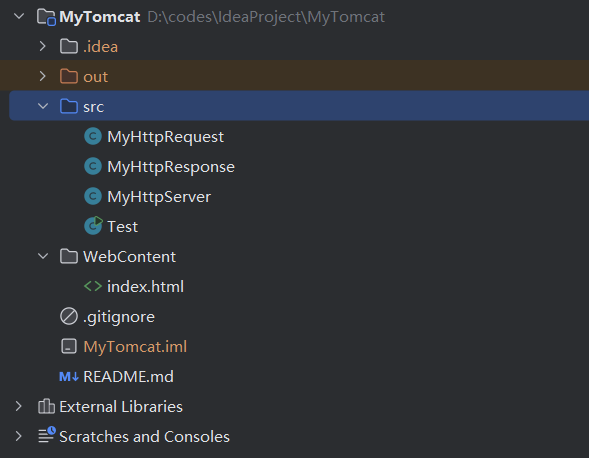 MyTomcat D:\codes\IdeaProject\MyTomcat
.idea
out
src
MyHttpRequest
MyHttpResponse
MyHttpServer
Test
WebContent
<> index.html
.gitignore
MyTomcat.iml
M↓ README.md
External Libraries
Scratches and Consoles